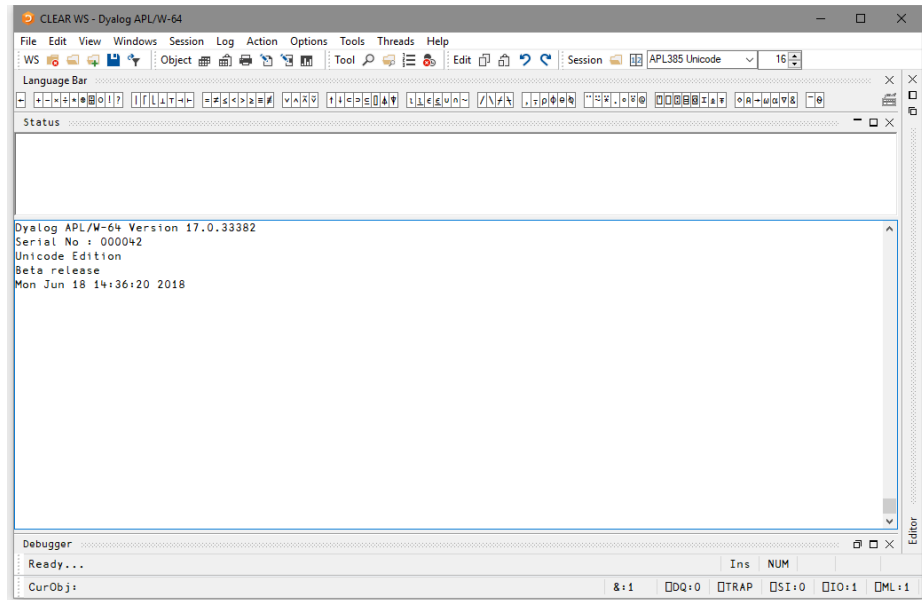 CLEAR WS - Dyalog APL/W-64
File Edit View Windows Session Log Action Options Tools Threads Help
WS Object Tool Edit Session APL385 Unicode 16
Language Bar
Status
Dyalog APL/W-64 Version 17.0.33382
Serial No : 000042
Unicode Edition
Beta release
Mon Jun 18 14:36:20 2018
Editor
Debugger
Ready... Ins NUM
CurObj: &:1 ⎕DQ:0 ⎕TRAP ⎕SI:0 ⎕IO:1 ⎕ML:1